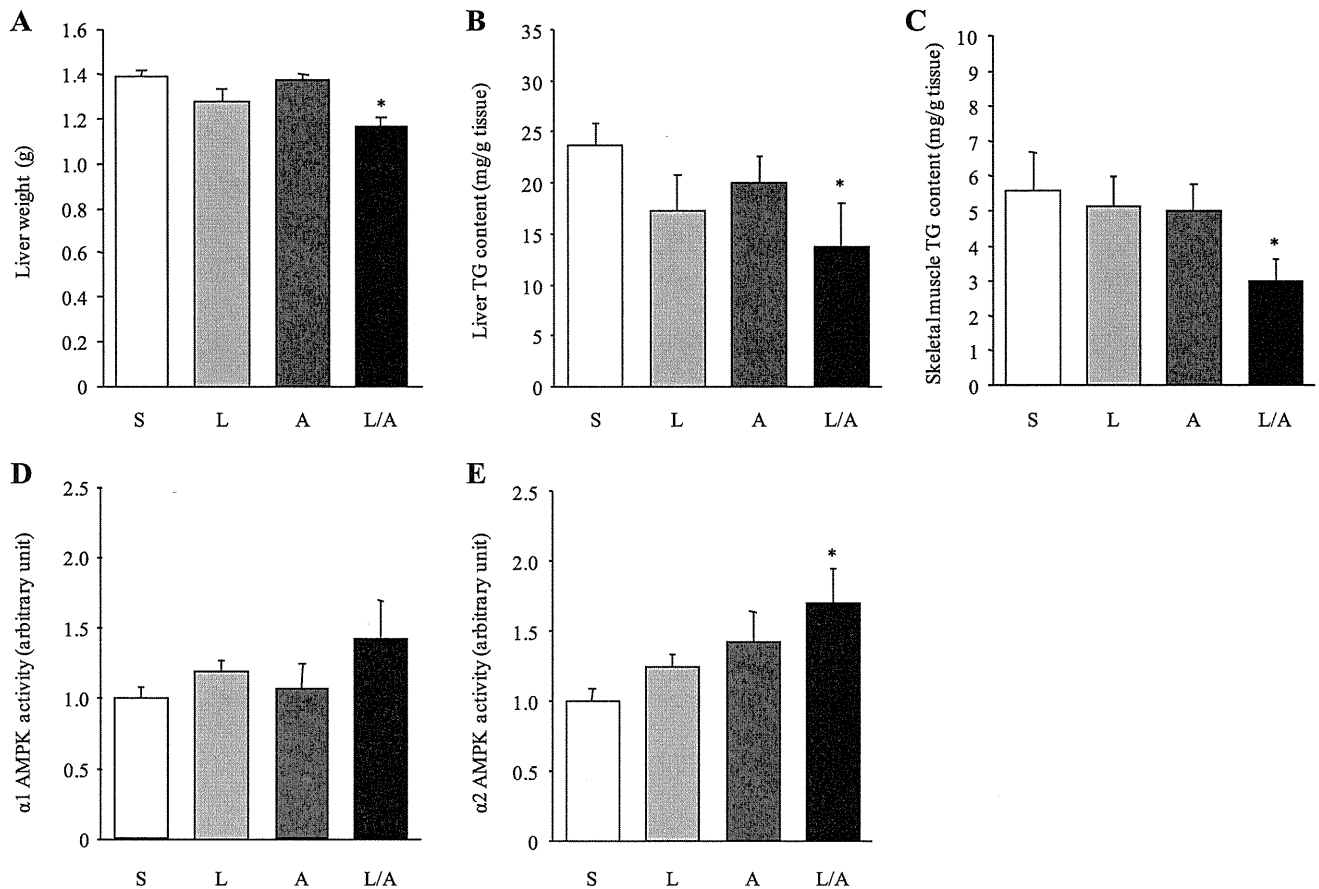 A
Liver weight (g)
1.6
1.4
1.2
1.0
0.8
0.6
0.4
0.2
0
*
S L A L/A
B
Liver TG content (mg/g tissue)
35
30
25
20
15
10
5
0
*
S L A L/A
C
Skeletal muscle TG content (mg/g tissue)
10
9
8
7
6
5
4
3
2
1
0
*
S L A L/A
D
α1 AMPK activity (arbitrary unit)
2.5
2.0
1.5
1.0
0.5
0
S L A L/A
E
α2 AMPK activity (arbitrary unit)
2.5
2.0
1.5
1.0
0.5
0
*
S L A L/A